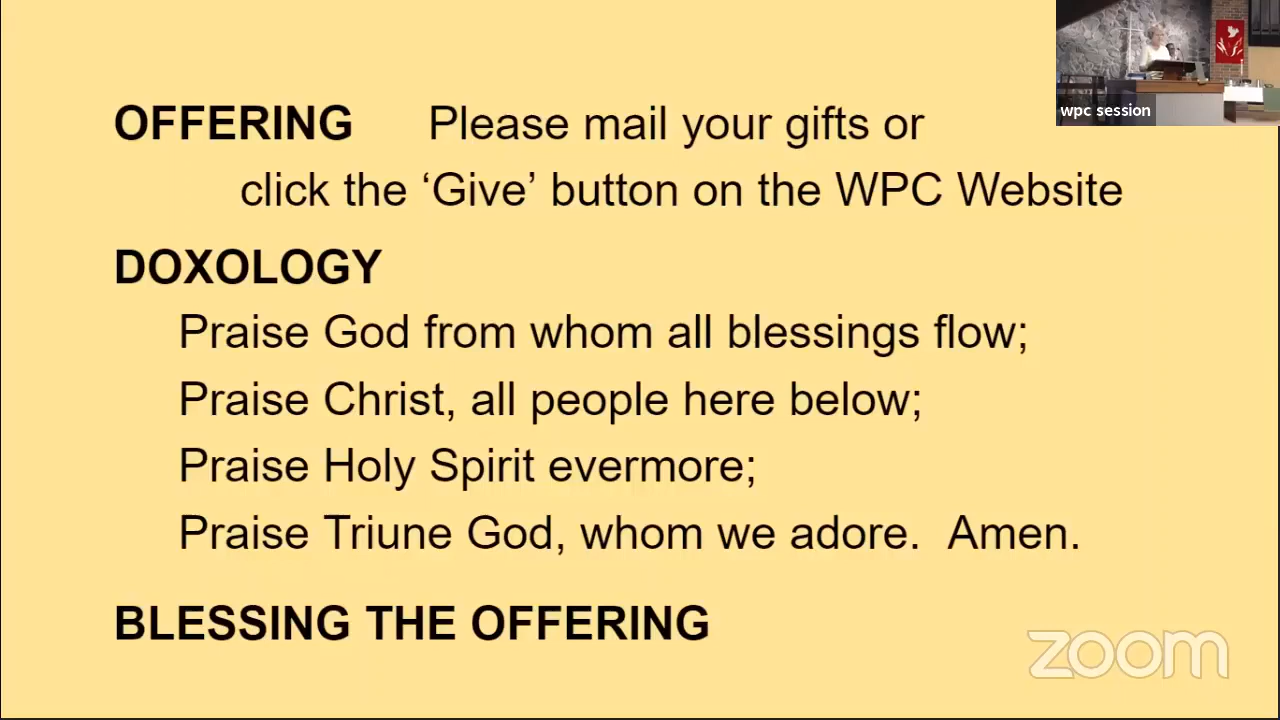 wpc session
OFFERING Please mail your gifts or
click the ‘Give’ button on the WPC Website
DOXOLOGY
Praise God from whom all blessings flow;
Praise Christ, all people here below;
Praise Holy Spirit evermore;
Praise Triune God, whom we adore. Amen.
BLESSING THE OFFERING
zoom